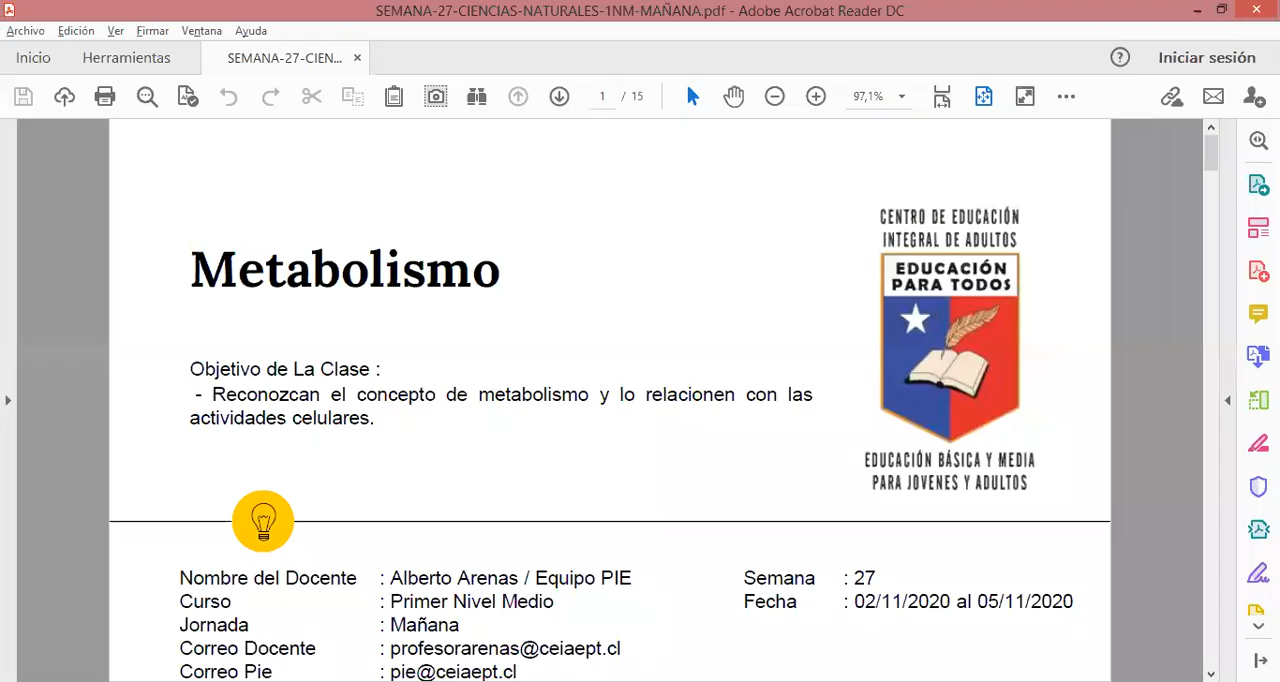 SEMANA-27-CIENCIAS-NATURALES-1NM-MAÑANA.pdf - Adobe Acrobat Reader DC
Archivo Edición Ver Firmar Ventana Ayuda
Inicio Herramientas SEMANA-27-CIEN... × Iniciar sesión
1 / 15 97,1%
CENTRO DE EDUCACIÓN
INTEGRAL DE ADULTOS
EDUCACIÓN
PARA TODOS
Metabolismo
Objetivo de La Clase :
- Reconozcan el concepto de metabolismo y lo relacionen con las
actividades celulares.
EDUCACIÓN BÁSICA Y MEDIA
PARA JOVENES Y ADULTOS
Nombre del Docente : Alberto Arenas / Equipo PIE Semana : 27
Curso : Primer Nivel Medio Fecha : 02/11/2020 al 05/11/2020
Jornada : Mañana
Correo Docente : profesorarenas@ceiaept.cl
Correo Pie : pie@ceiaept.cl